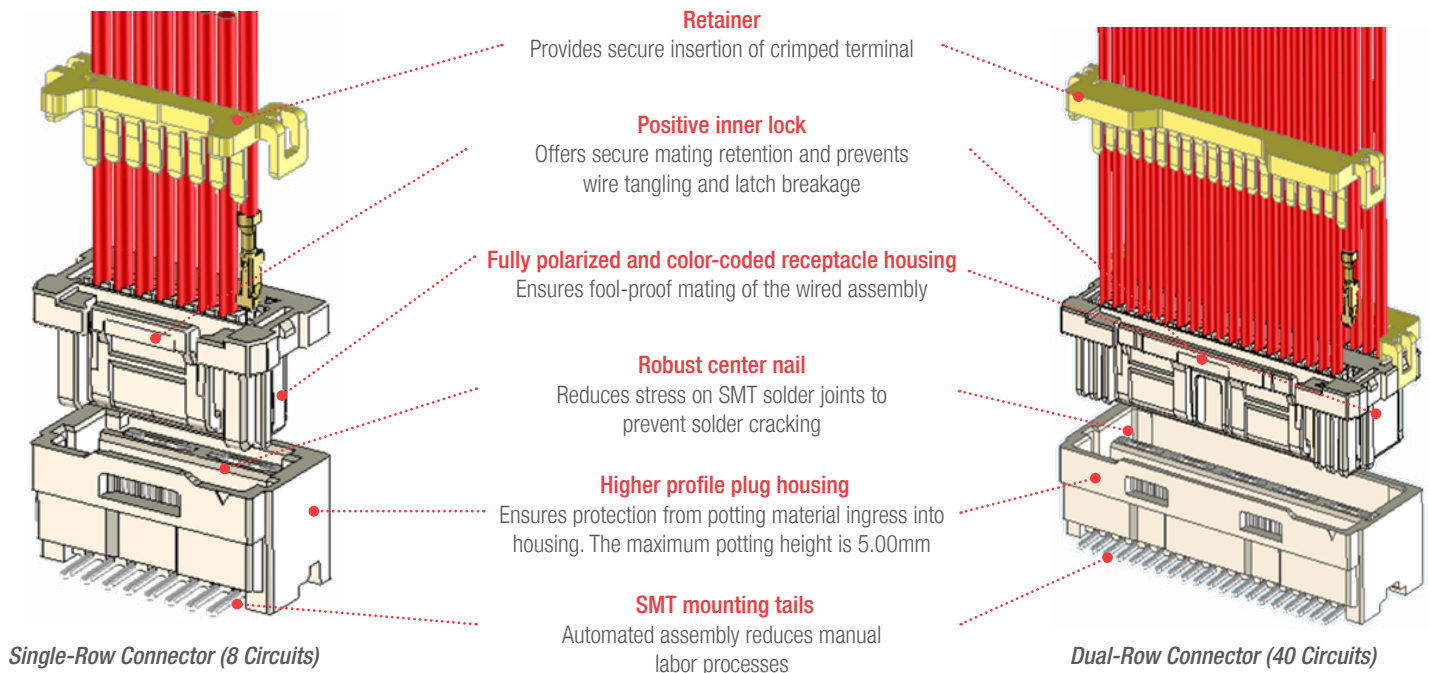 Retainer
Provides secure insertion of crimped terminal
Positive inner lock
Offers secure mating retention and prevents
wire tangling and latch breakage
Fully polarized and color-coded receptacle housing
Ensures fool-proof mating of the wired assembly
Robust center nail
Reduces stress on SMT solder joints to
prevent solder cracking
Higher profile plug housing
Ensures protection from potting material ingress into
housing. The maximum potting height is 5.00mm
SMT mounting tails
Automated assembly reduces manual
labor processes
Single-Row Connector (8 Circuits)
Dual-Row Connector (40 Circuits)